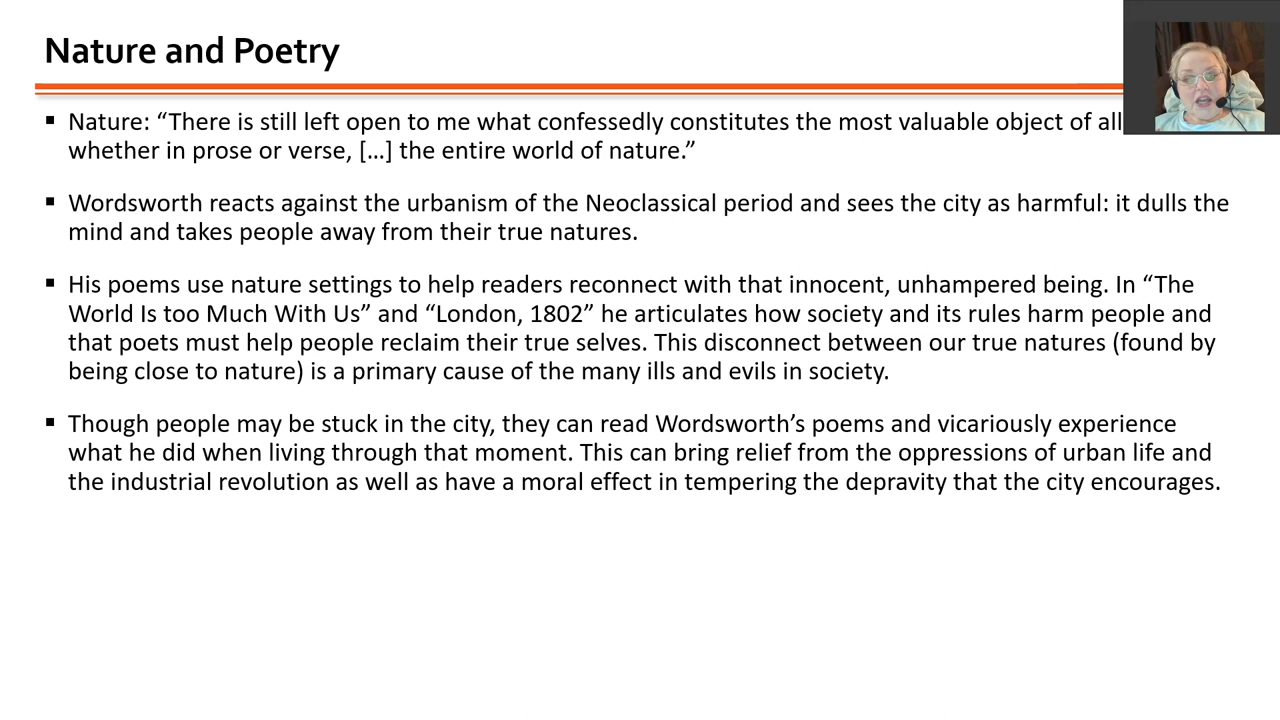 Nature and Poetry
▪ Nature: “There is still left open to me what confessedly constitutes the most valuable object of all
whether in prose or verse, […] the entire world of nature.”
▪ Wordsworth reacts against the urbanism of the Neoclassical period and sees the city as harmful: it dulls the
mind and takes people away from their true natures.
▪ His poems use nature settings to help readers reconnect with that innocent, unhampered being. In “The
World Is too Much With Us” and “London, 1802” he articulates how society and its rules harm people and
that poets must help people reclaim their true selves. This disconnect between our true natures (found by
being close to nature) is a primary cause of the many ills and evils in society.
▪ Though people may be stuck in the city, they can read Wordsworth’s poems and vicariously experience
what he did when living through that moment. This can bring relief from the oppressions of urban life and
the industrial revolution as well as have a moral effect in tempering the depravity that the city encourages.